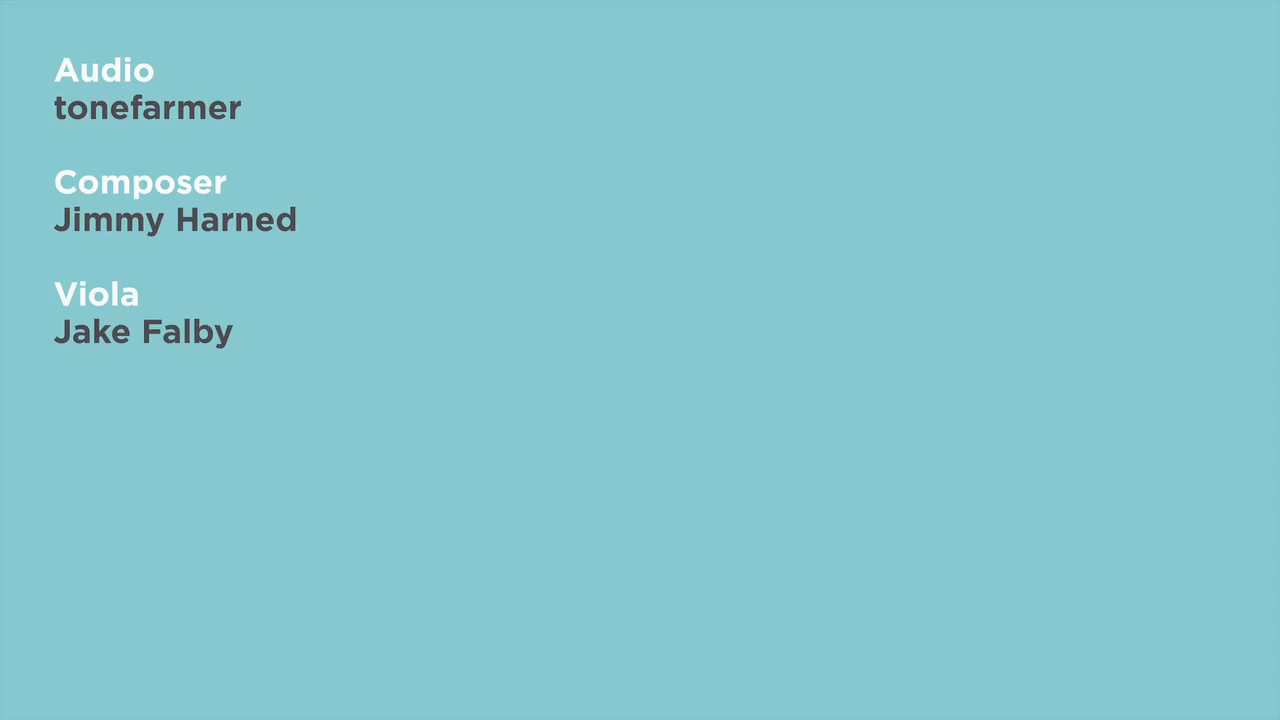 Audio
tonefarmer
Composer
Jimmy Harned
Viola
Jake Falby